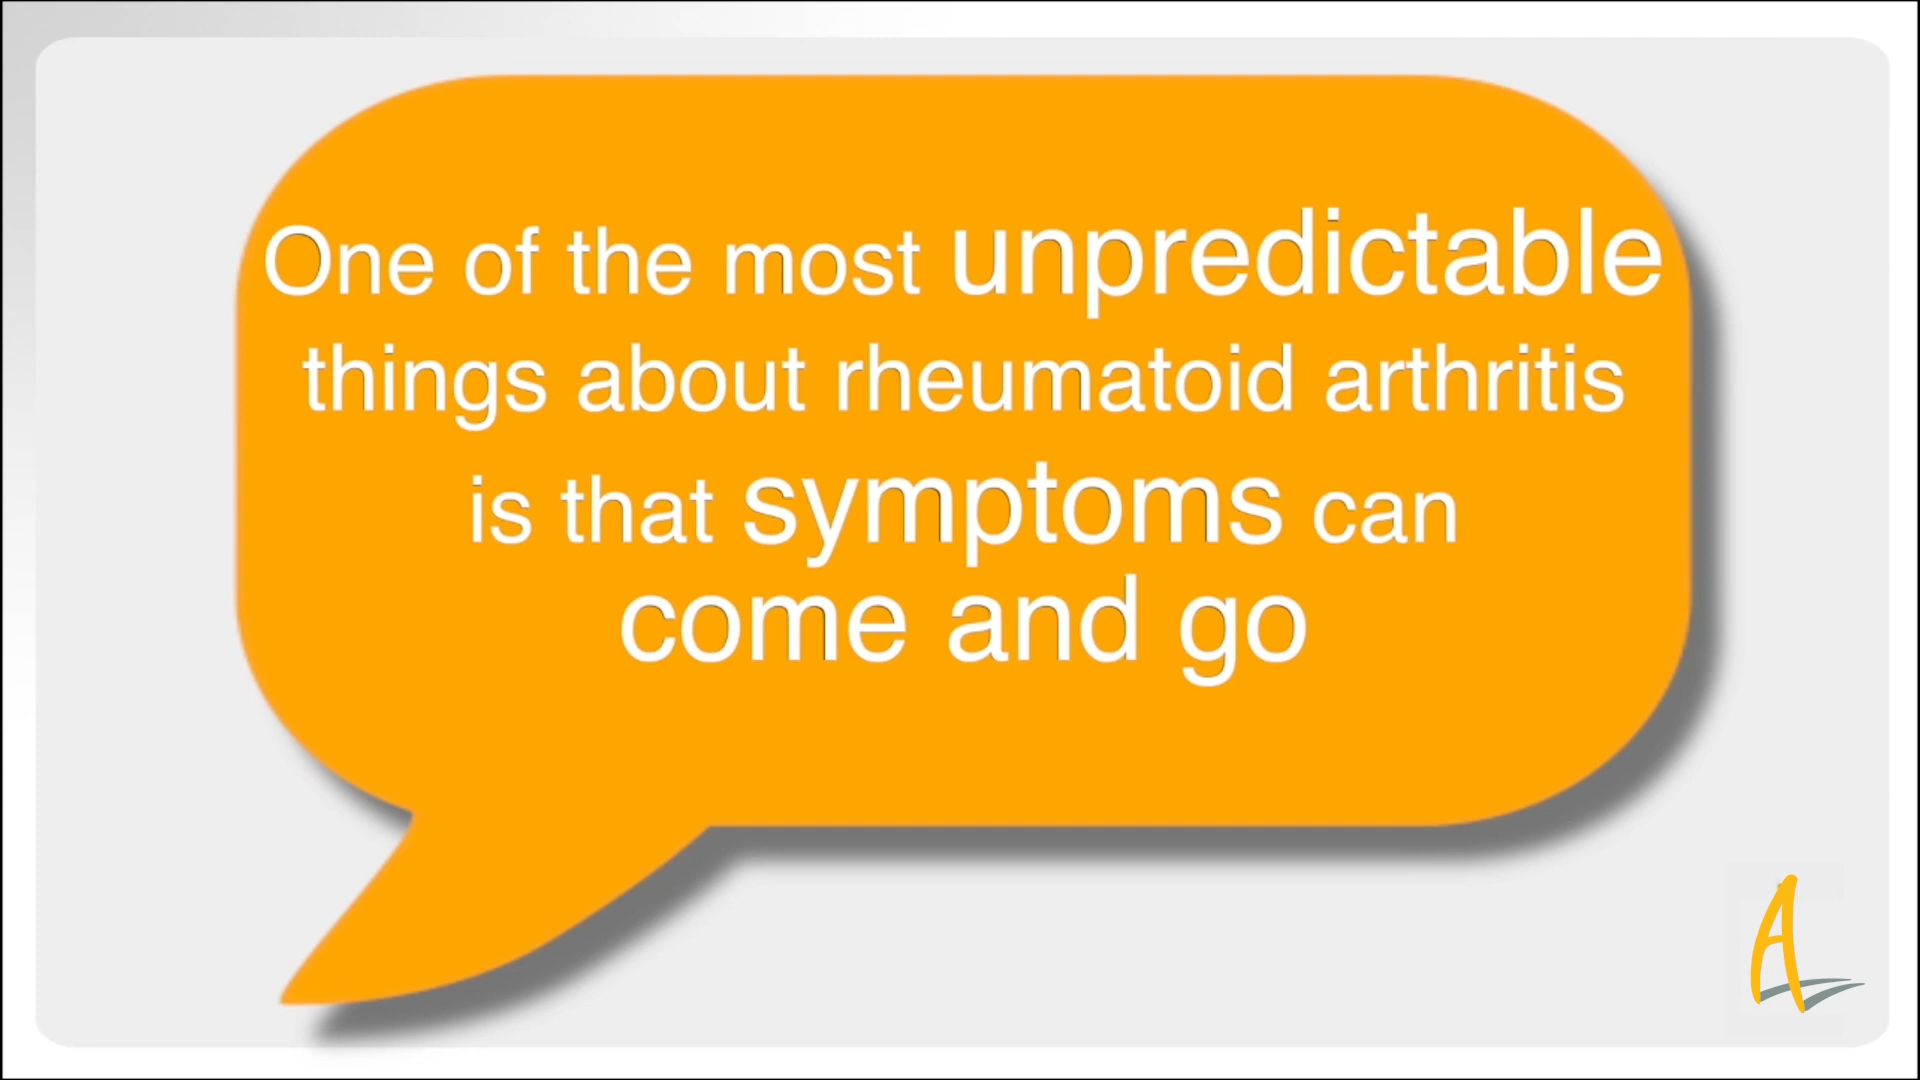 One of the most unpredictable
things about rheumatoid arthritis
is that symptoms can
come and go